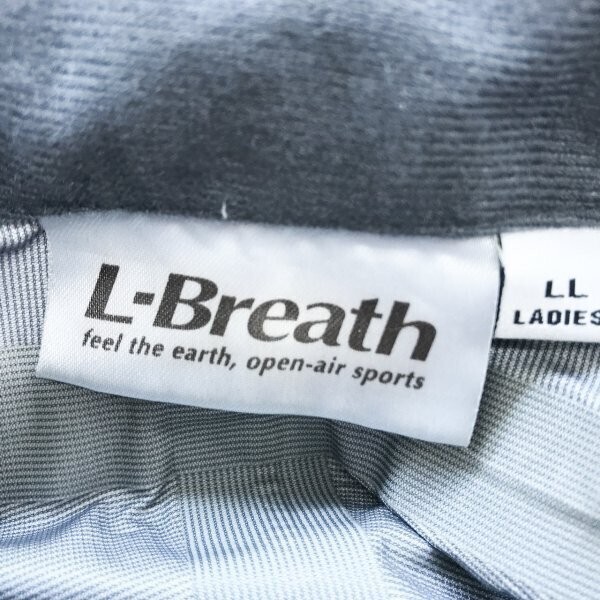 L-Breath
feel the earth, open-air sports
LL
LADIES